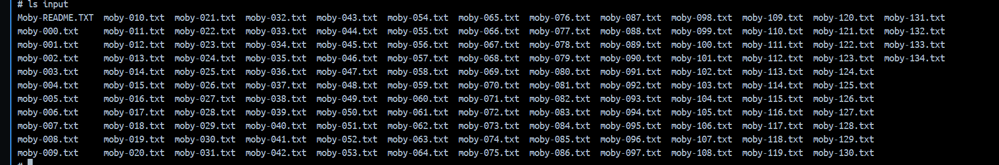 # ls input
Moby-README.TXT  moby-010.txt  moby-021.txt  moby-032.txt  moby-043.txt  moby-054.txt  moby-065.txt  moby-076.txt  moby-087.txt  moby-098.txt  moby-109.txt  moby-120.txt  moby-131.txt
moby-000.txt     moby-011.txt  moby-022.txt  moby-033.txt  moby-044.txt  moby-055.txt  moby-066.txt  moby-077.txt  moby-088.txt  moby-099.txt  moby-110.txt  moby-121.txt  moby-132.txt
moby-001.txt     moby-012.txt  moby-023.txt  moby-034.txt  moby-045.txt  moby-056.txt  moby-067.txt  moby-078.txt  moby-089.txt  moby-100.txt  moby-111.txt  moby-122.txt  moby-133.txt
moby-002.txt     moby-013.txt  moby-024.txt  moby-035.txt  moby-046.txt  moby-057.txt  moby-068.txt  moby-079.txt  moby-090.txt  moby-101.txt  moby-112.txt  moby-123.txt  moby-134.txt
moby-003.txt     moby-014.txt  moby-025.txt  moby-036.txt  moby-047.txt  moby-058.txt  moby-069.txt  moby-080.txt  moby-091.txt  moby-102.txt  moby-113.txt  moby-124.txt
moby-004.txt     moby-015.txt  moby-026.txt  moby-037.txt  moby-048.txt  moby-059.txt  moby-070.txt  moby-081.txt  moby-092.txt  moby-103.txt  moby-114.txt  moby-125.txt
moby-005.txt     moby-016.txt  moby-027.txt  moby-038.txt  moby-049.txt  moby-060.txt  moby-071.txt  moby-082.txt  moby-093.txt  moby-104.txt  moby-115.txt  moby-126.txt
moby-006.txt     moby-017.txt  moby-028.txt  moby-039.txt  moby-050.txt  moby-061.txt  moby-072.txt  moby-083.txt  moby-094.txt  moby-105.txt  moby-116.txt  moby-127.txt
moby-007.txt     moby-018.txt  moby-029.txt  moby-040.txt  moby-051.txt  moby-062.txt  moby-073.txt  moby-084.txt  moby-095.txt  moby-106.txt  moby-117.txt  moby-128.txt
moby-008.txt     moby-019.txt  moby-030.txt  moby-041.txt  moby-052.txt  moby-063.txt  moby-074.txt  moby-085.txt  moby-096.txt  moby-107.txt  moby-118.txt  moby-129.txt
moby-009.txt     moby-020.txt  moby-031.txt  moby-042.txt  moby-053.txt  moby-064.txt  moby-075.txt  moby-086.txt  moby-097.txt  moby-108.txt  moby-119.txt  moby-130.txt
#